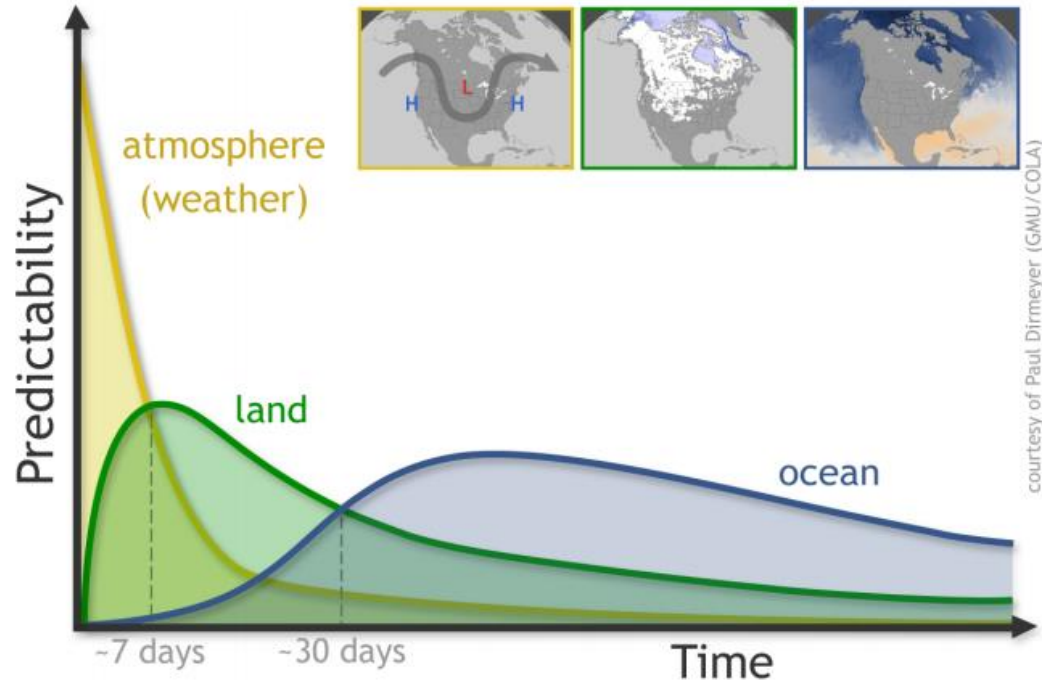 Predictability
atmosphere
(weather)
H
L
H
land
ocean
~7 days
~30 days
Time
courtesy of Paul Dirmeyer (GMU/COLA)